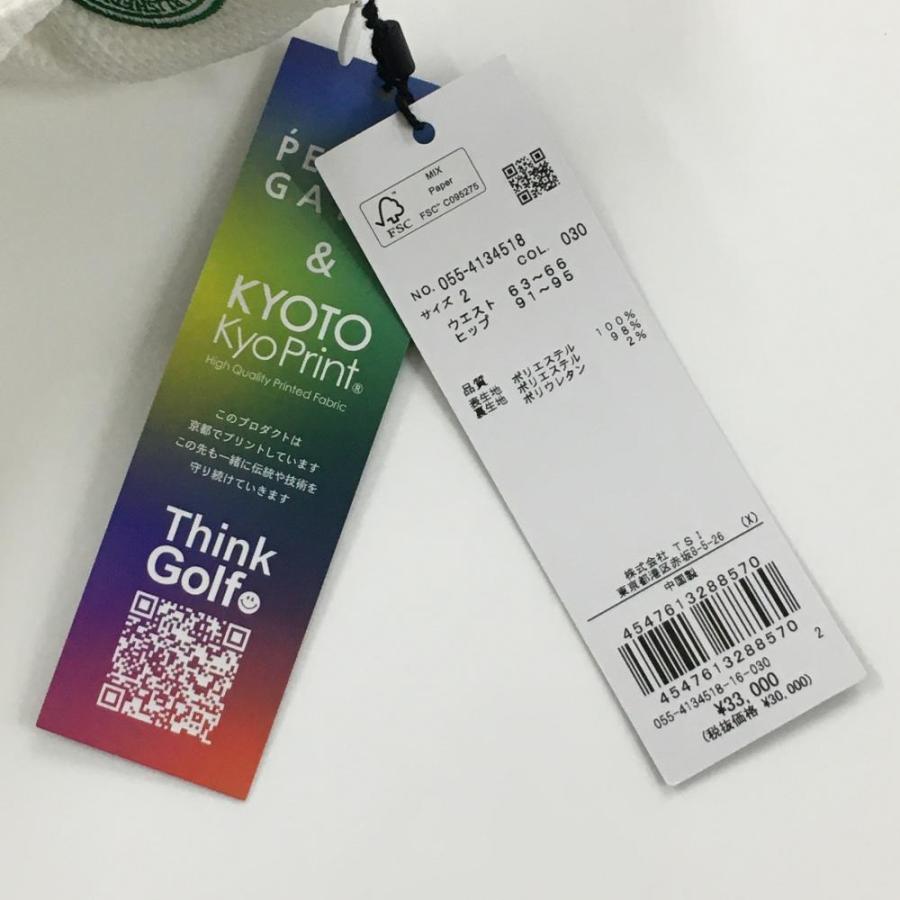 &
KYOTO
KyoPrint®
High Quality Printed Fabric
このプロダクトは
京都でプリントしています
この先も一緒に伝統や技術を
守り続けていきます
Think
Golf
MIX
Paper
FSC™ C095275
FSC™
NO. 055-4134518
COL. 030
サイズ 2
ウエスト 63～66
ヒップ 91～95
品質
表生地 ポリエステル 100%
裏生地 ポリエステル 98%
ポリウレタン 2%
株式会社 TSI (X)
東京都港区赤坂8-5-26
中国製
4547613288570
4547613288570
055-4134518-16-030 2
¥33,000
(税抜価格 ¥30,000)